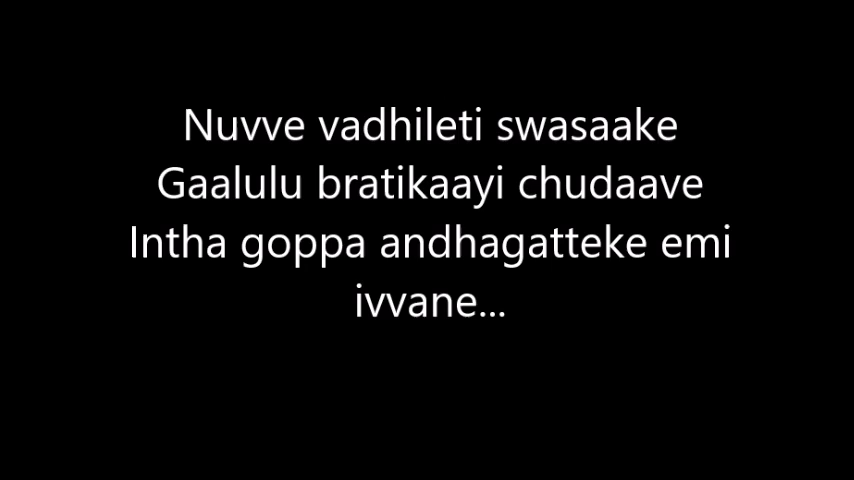 Nuvve vadhileti swasaake
Gaalulu bratikaayi chudaave
Intha goppa andhagatteke emi
ivvane...